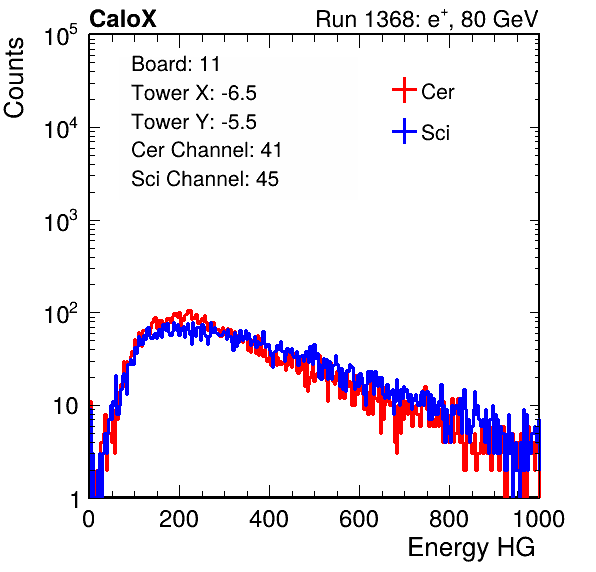 CaloX Run 1368: e⁺, 80 GeV
Board: 11
Tower X: -6.5
Tower Y: -5.5
Cer Channel: 41
Sci Channel: 45
Cer
Sci
Counts
10⁵
10⁴
10³
10²
10
1
0 200 400 600 800 1000
Energy HG